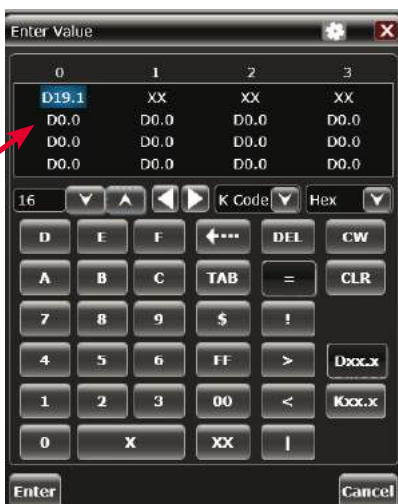 Enter Value X
0 1 2 3
D19.1 XX XX XX
D0.0 D0.0 D0.0 D0.0
D0.0 D0.0 D0.0 D0.0
D0.0 D0.0 D0.0 D0.0
16 K Code Hex
D E F DEL CW
A B C TAB = CLR
7 8 9 $ !
4 5 6 FF > Dxx.x
1 2 3 00 < Kxx.x
0 X XX |
Enter Cancel